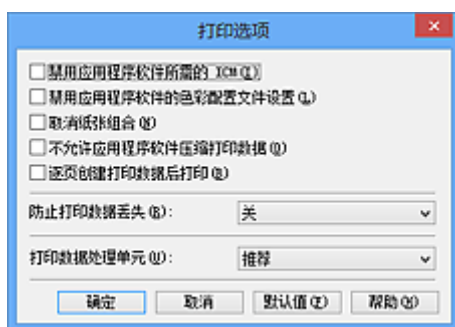 打印选项
禁用应用程序软件所需的 ICM(I)
禁用应用程序软件的色彩配置文件设置(L)
取消纸张组合(N)
不允许应用程序软件压缩打印数据(O)
逐页创建打印数据后打印(G)
防止打印数据丢失(R): 关
打印数据处理单元(U): 推荐
确定 取消 默认值(F) 帮助(H)